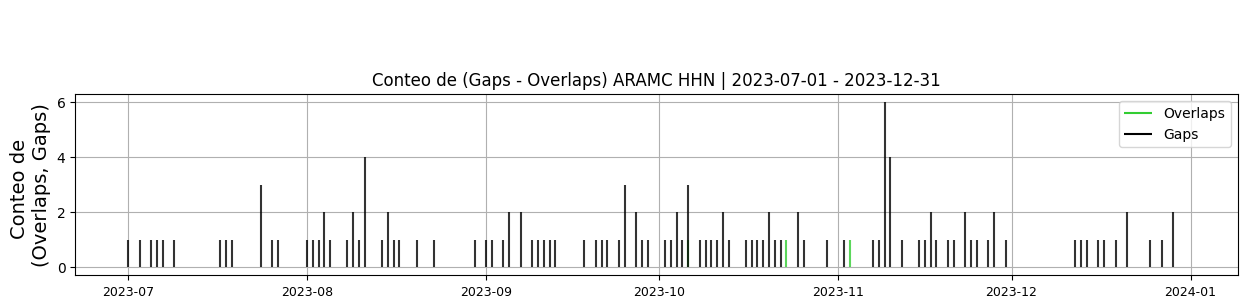 Conteo de (Gaps - Overlaps) ARAMC HHN | 2023-07-01 - 2023-12-31
Conteo de
(Overlaps, Gaps)
6
4
2
0
Overlaps
Gaps
2023-07
2023-08
2023-09
2023-10
2023-11
2023-12
2024-01